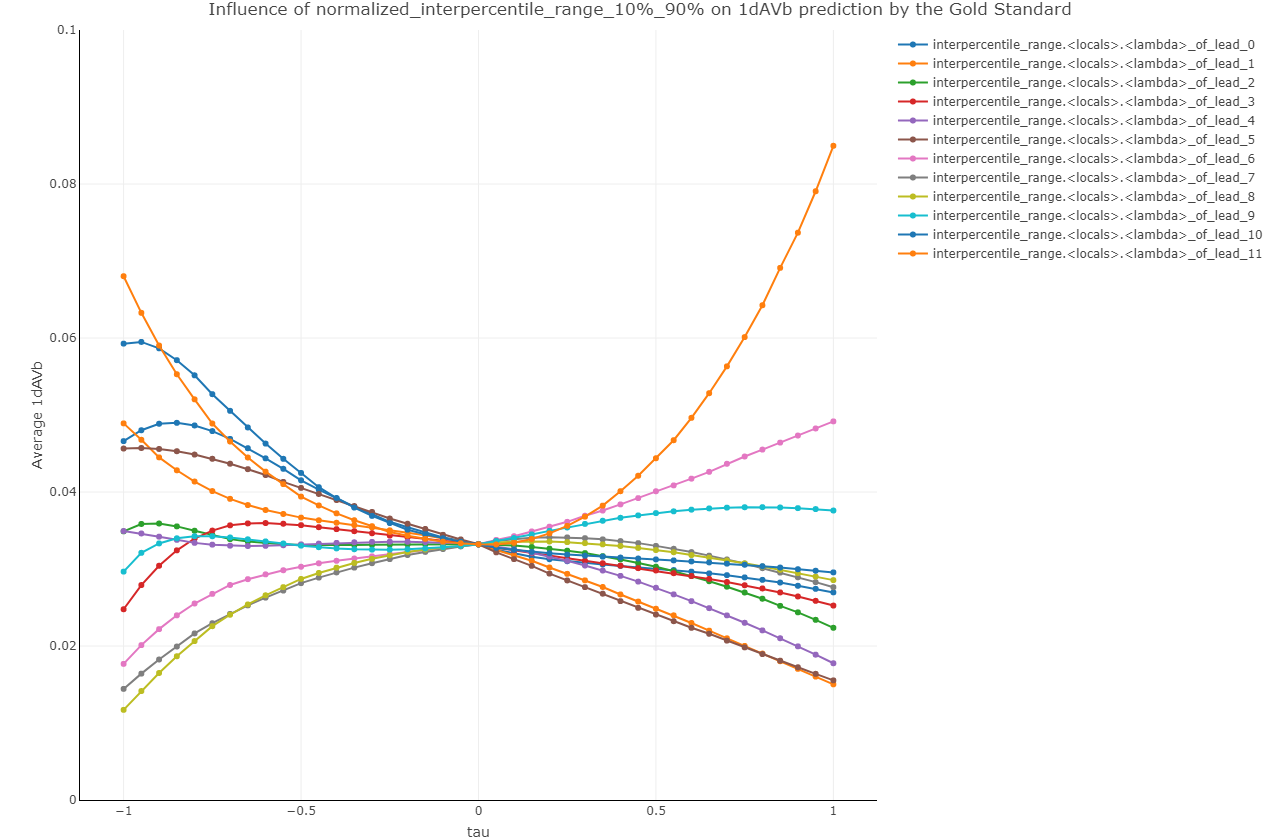 Influence of normalized_interpercentile_range_10%_90% on 1dAVb prediction by the Gold Standard
interpercentile_range.<locals>.<lambda>_of_lead_0
interpercentile_range.<locals>.<lambda>_of_lead_1
interpercentile_range.<locals>.<lambda>_of_lead_2
interpercentile_range.<locals>.<lambda>_of_lead_3
interpercentile_range.<locals>.<lambda>_of_lead_4
interpercentile_range.<locals>.<lambda>_of_lead_5
interpercentile_range.<locals>.<lambda>_of_lead_6
interpercentile_range.<locals>.<lambda>_of_lead_7
interpercentile_range.<locals>.<lambda>_of_lead_8
interpercentile_range.<locals>.<lambda>_of_lead_9
interpercentile_range.<locals>.<lambda>_of_lead_10
interpercentile_range.<locals>.<lambda>_of_lead_11
0.1
0.08
0.06
0.04
0.02
0
Average 1dAVb
−1
−0.5
0
0.5
1
tau